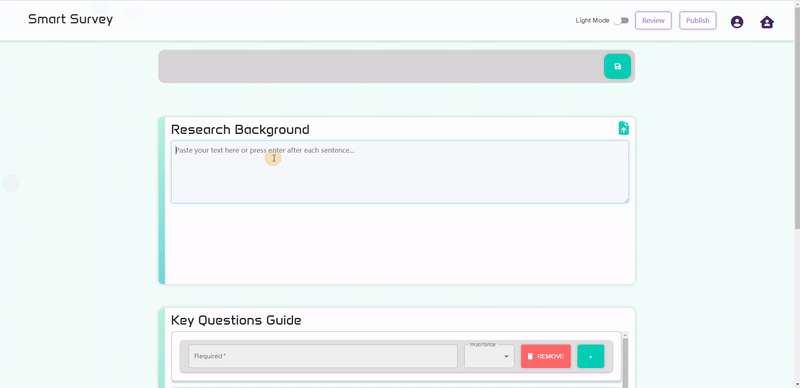 Smart Survey
Light Mode
Review
Publish
Research Background
Paste your text here or press enter after each sentence...
Key Questions Guide
Importance
Required *
REMOVE
+